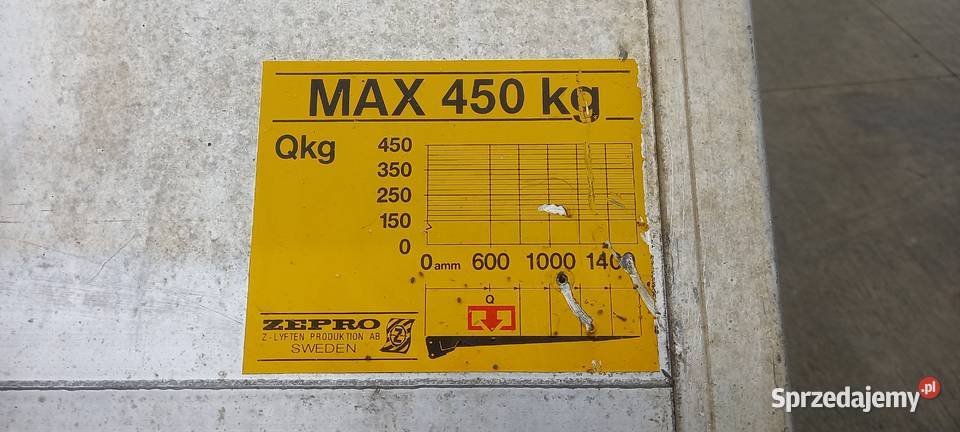 MAX 450 kg
Qkg
450
350
250
150
0
0 amm 600 1000 1400
Q
ZEPRO
Z-LYFTEN PRODUKTION AB
SWEDEN
Z
Sprzedajemy.pl